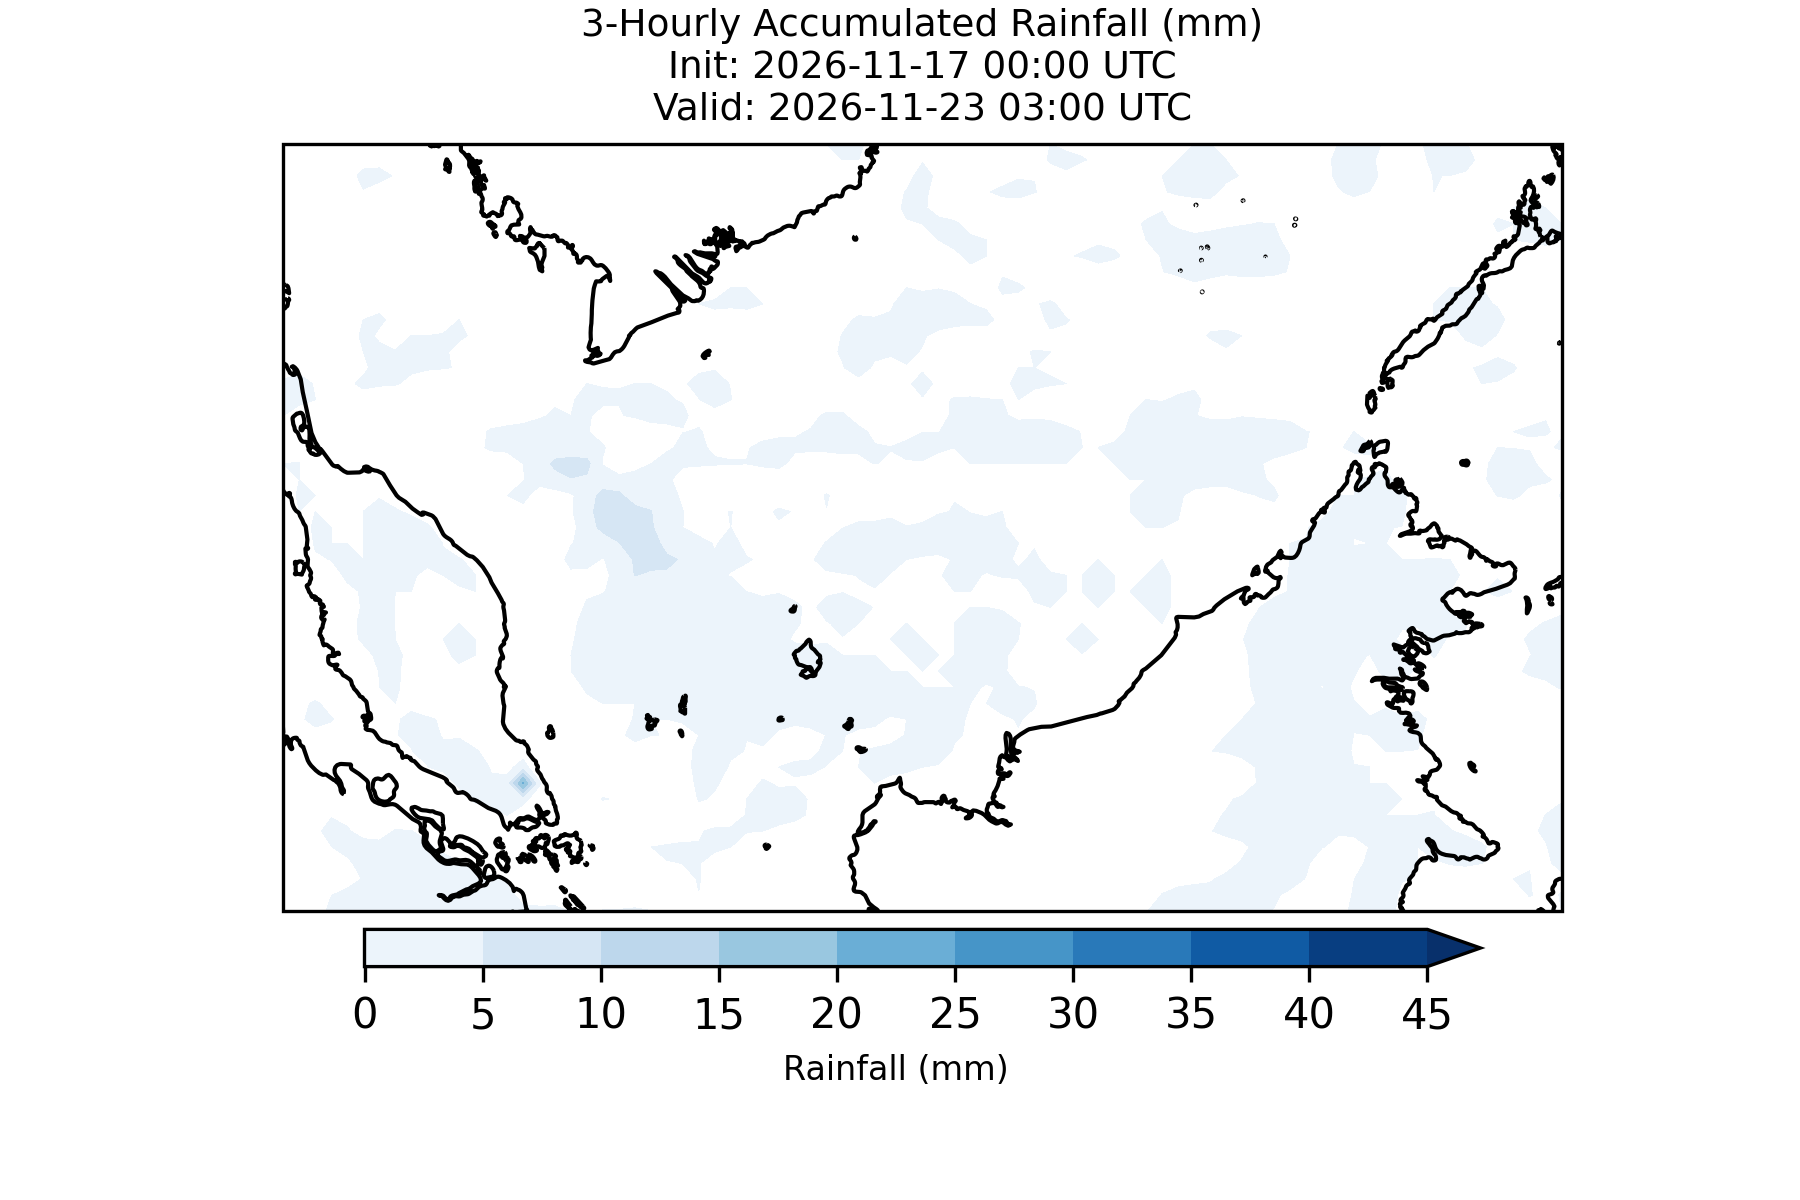 3-Hourly Accumulated Rainfall (mm)
Init: 2026-11-17 00:00 UTC
Valid: 2026-11-23 03:00 UTC
0 5 10 15 20 25 30 35 40 45
Rainfall (mm)